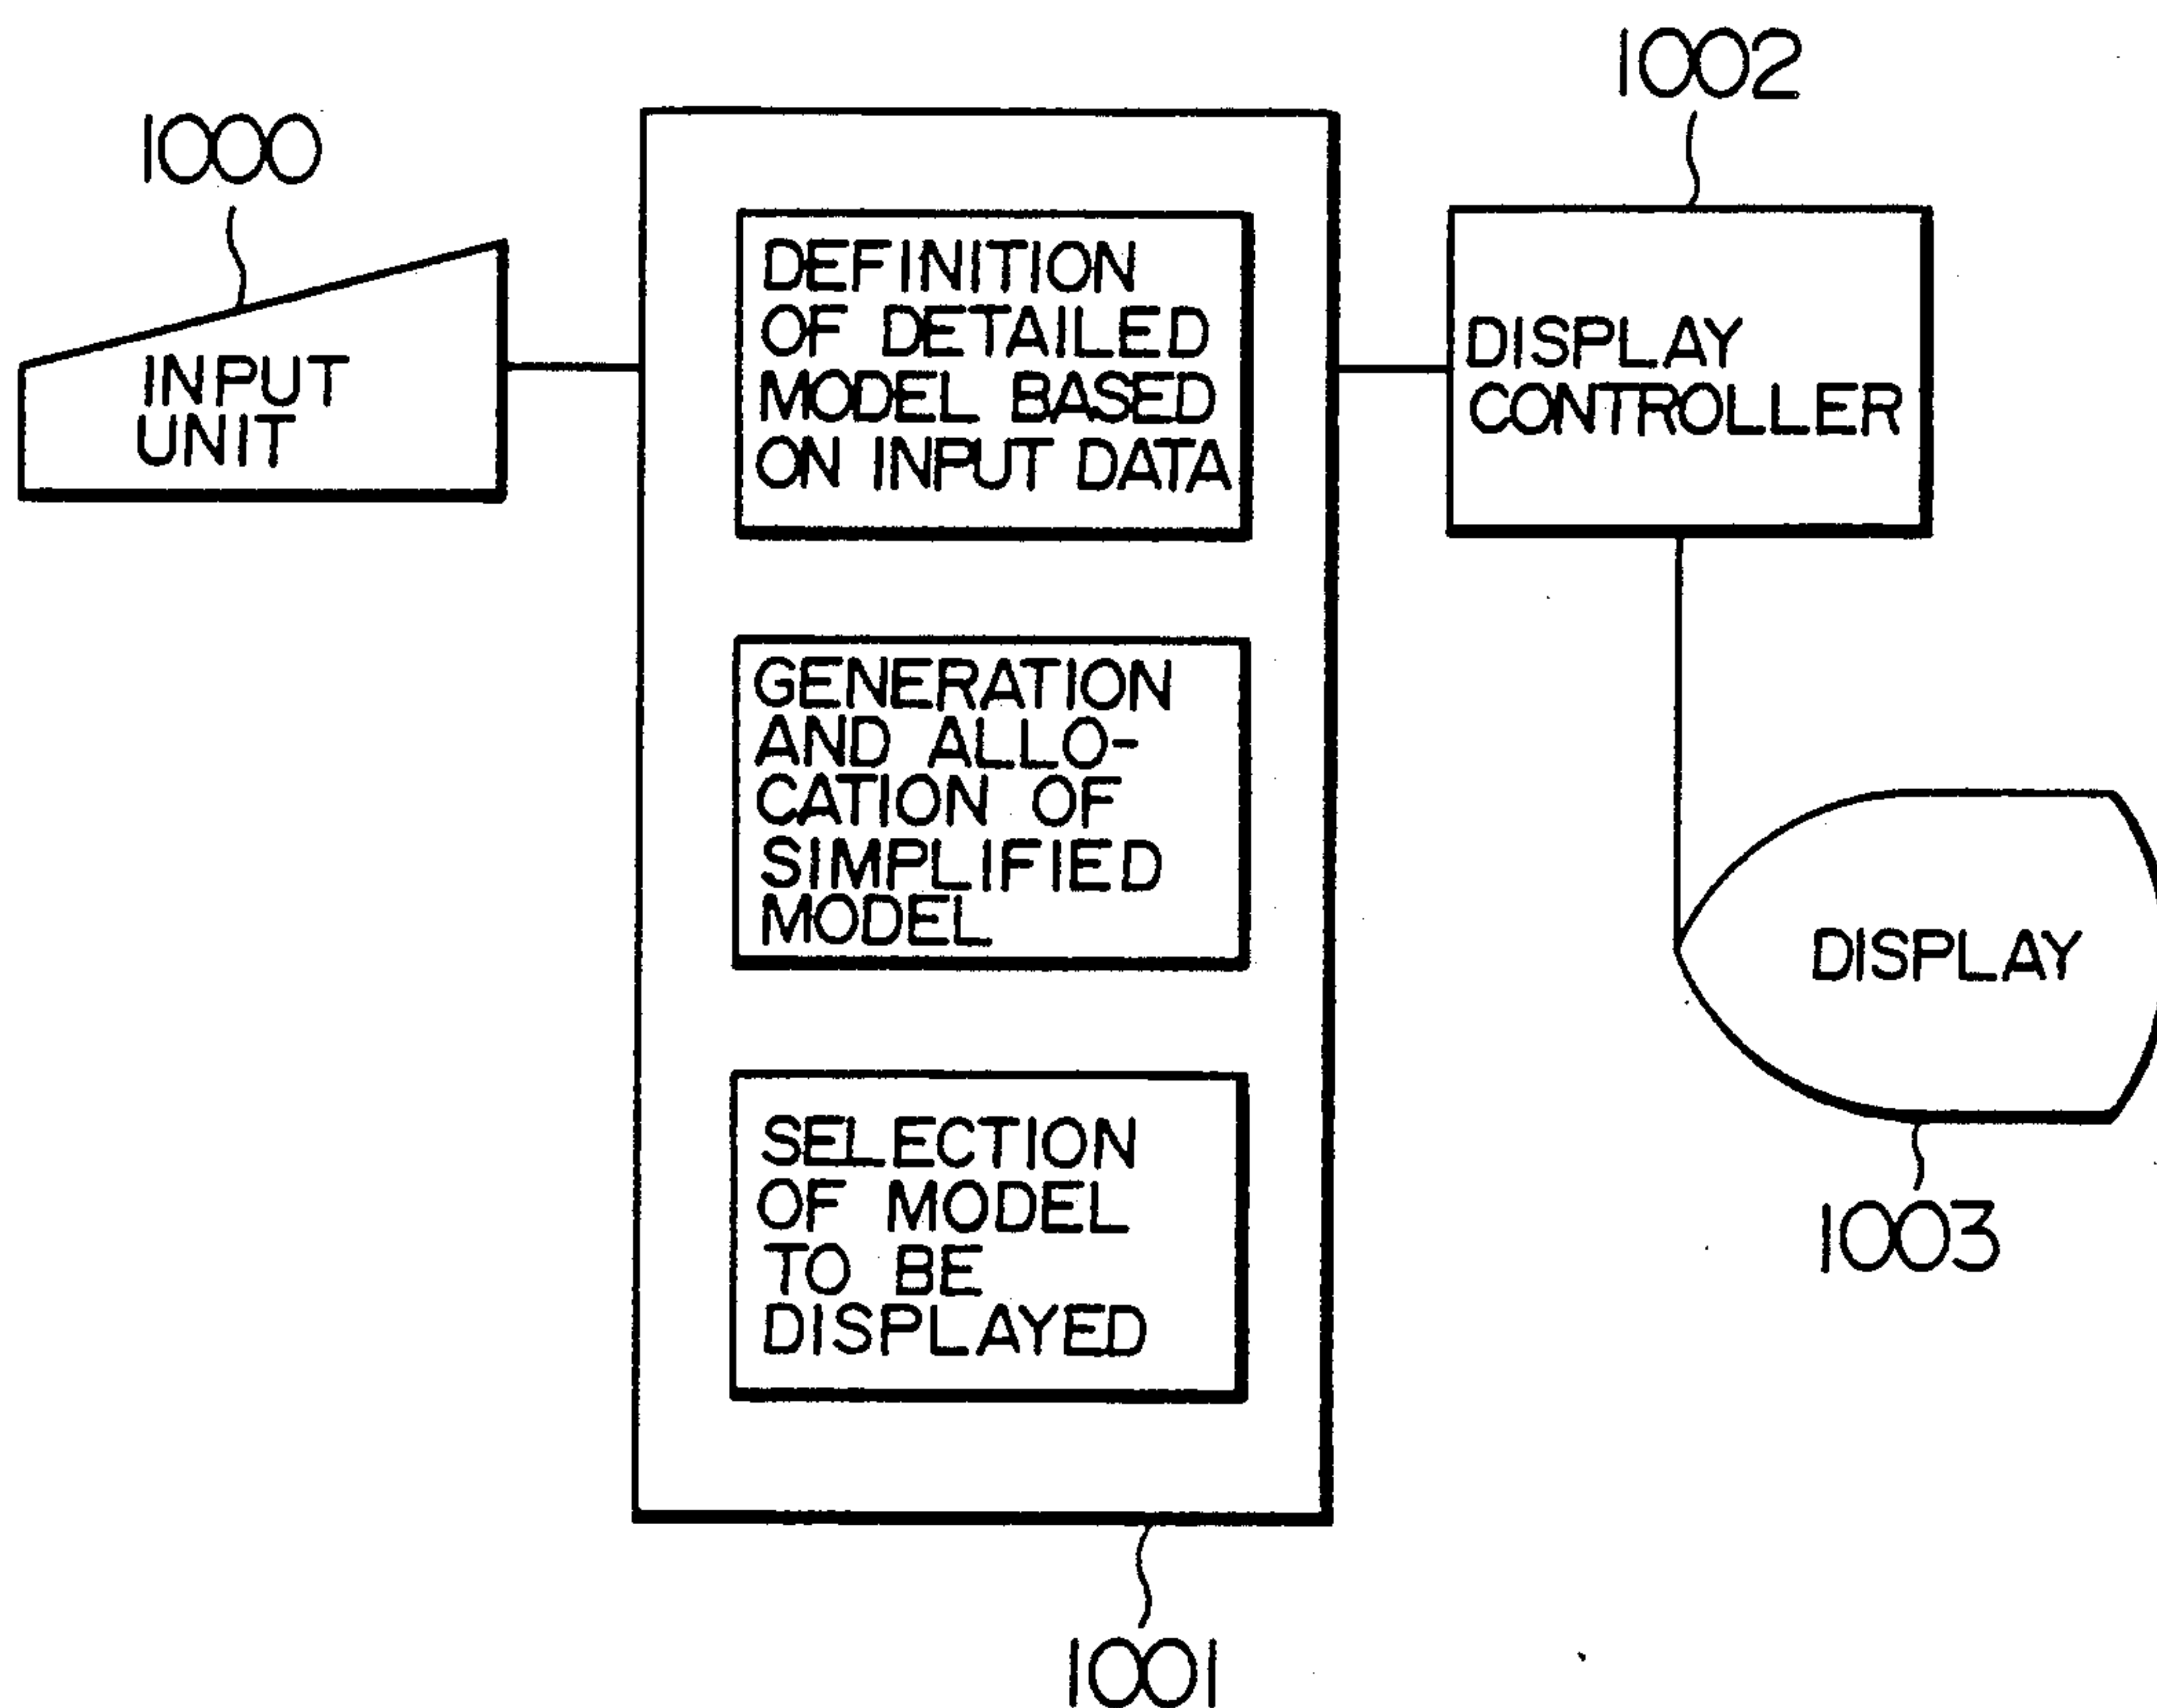 1000
INPUT
UNIT
DEFINITION
OF DETAILED
MODEL BASED
ON INPUT DATA
GENERATION
AND ALLO-
CATION OF
SIMPLIFIED
MODEL
SELECTION
OF MODEL
TO BE
DISPLAYED
1001
1002
DISPLAY
CONTROLLER
DISPLAY
1003